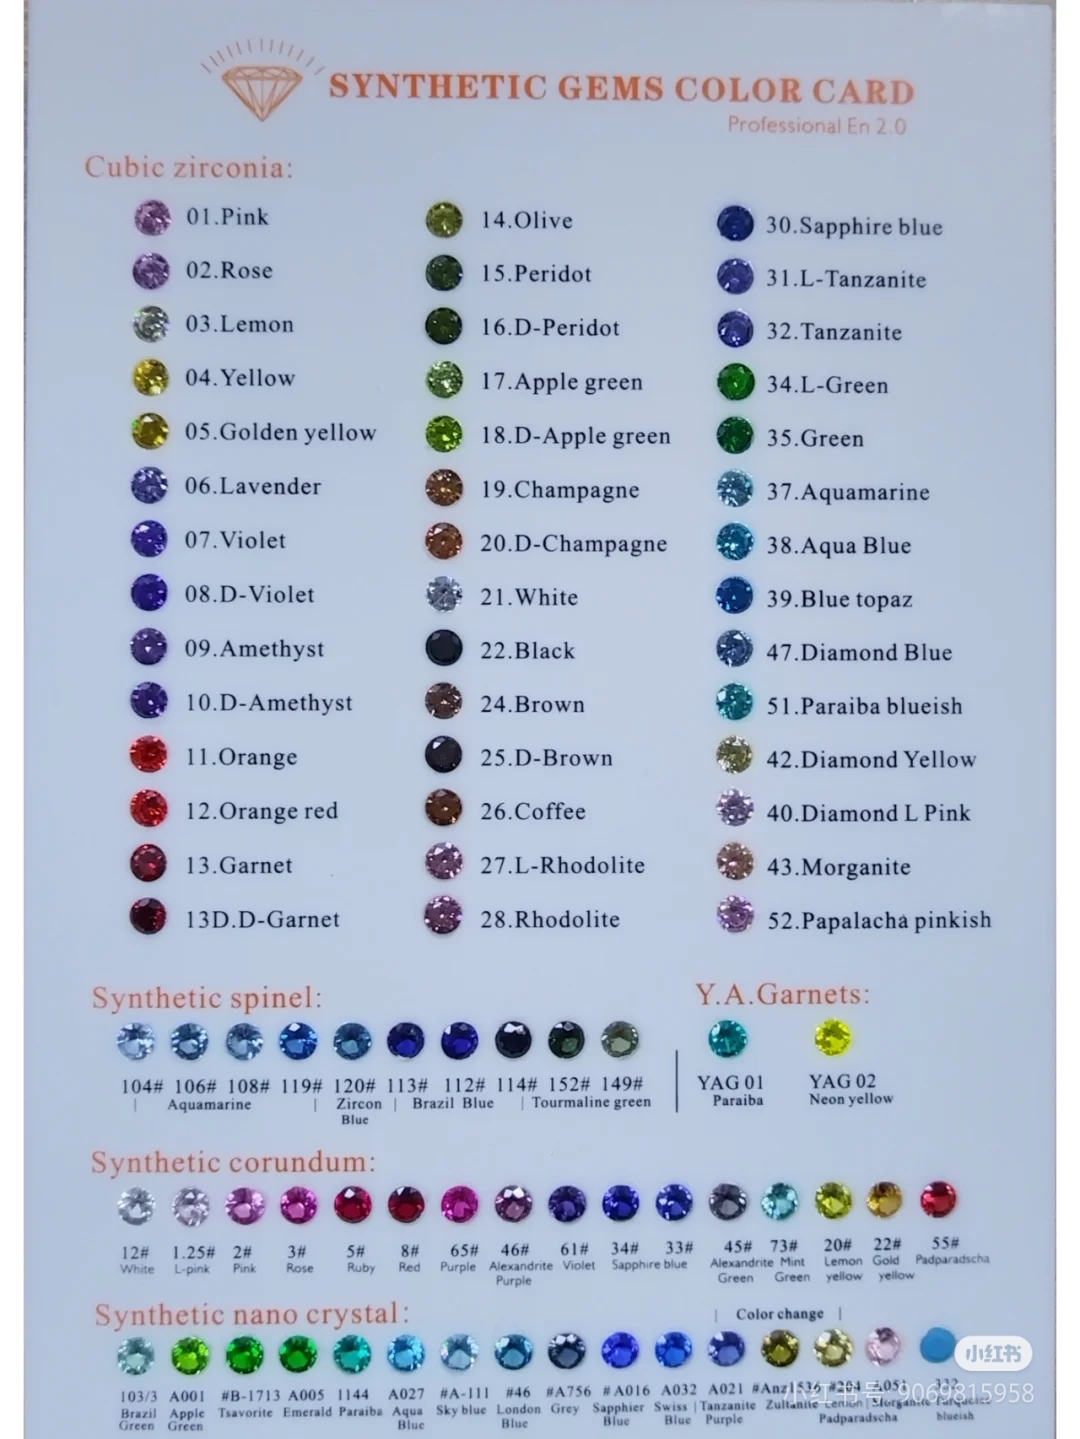 SYNTHETIC GEMS COLOR CARD
Professional En 2.0
Cubic zirconia:
01.Pink
02.Rose
03.Lemon
04.Yellow
05.Golden yellow
06.Lavender
07.Violet
08.D-Violet
09.Amethyst
10.D-Amethyst
11.Orange
12.Orange red
13.Garnet
13D.D-Garnet
14.Olive
15.Peridot
16.D-Peridot
17.Apple green
18.D-Apple green
19.Champagne
20.D-Champagne
21.White
22.Black
24.Brown
25.D-Brown
26.Coffee
27.L-Rhodolite
28.Rhodolite
30.Sapphire blue
31.L-Tanzanite
32.Tanzanite
34.L-Green
35.Green
37.Aquamarine
38.Aqua Blue
39.Blue topaz
47.Diamond Blue
51.Paraiba blueish
42.Diamond Yellow
40.Diamond L Pink
43.Morganite
52.Papalacha pinkish
Synthetic spinel:
104# 106# 108# 119# 120# 113# 112# 114# 152# 149#
| Aquamarine | Zircon | Brazil Blue | Tourmaline green
Blue
Y.A.Garnets:
YAG 01 YAG 02
Paraiba Neon yellow
Synthetic corundum:
12# 1.25# 2# 3# 5# 8# 65# 46# 61# 34# 33# 45# 73# 20# 22# 55#
White L-pink Pink Rose Ruby Red Purple Alexandrite Violet Sapphire blue Alexandrite Mint Lemon Gold Padparadscha
Purple Green Green yellow yellow
Synthetic nano crystal:
| Color change |
小红书
103/3 A001 #B-1713 A005 1144 A027 #A-111 #46 #A756 #A016 A032 A021
Brazil Apple Tsavorite Emerald Paraiba Aqua Sky blue London Grey Sapphier Swiss | Tanzanite Zultanite Lemon | Morganite
Green Green Blue Blue Blue Blue Purple Padparadscha blueish
小红书号 9069815958